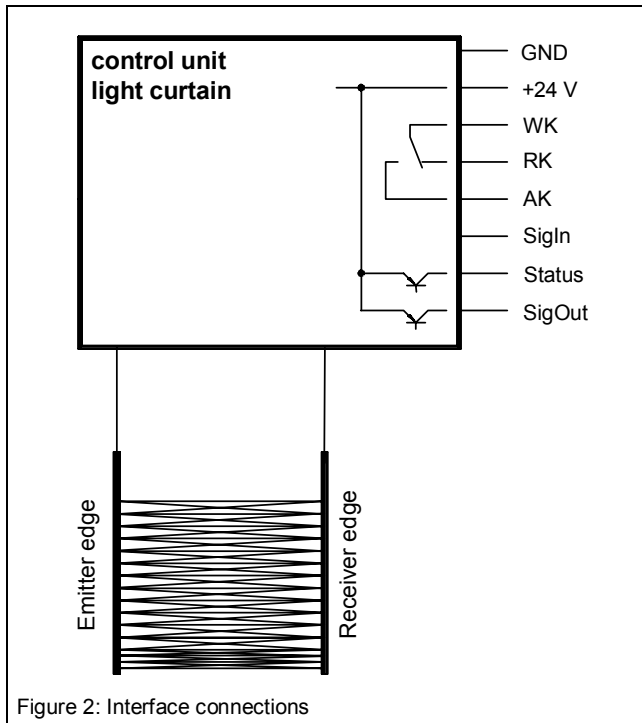 control unit
light curtain
GND
+24 V
WK
RK
AK
SigIn
Status
SigOut
Emitter edge
Receiver edge
Figure 2: Interface connections